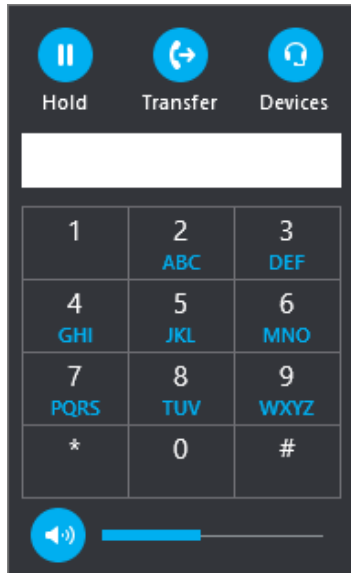 Hold Transfer Devices
1 2 3
ABC DEF
4 5 6
GHI JKL MNO
7 8 9
PQRS TUV WXYZ
* 0 #